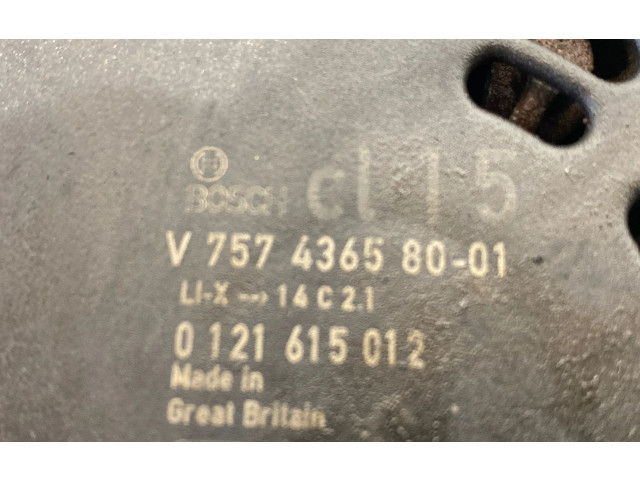 BOSCH cl 15
V 757 4365 80-01
LI-X --> 14 C 2.1
0 121 615 012
Made in
Great Britain